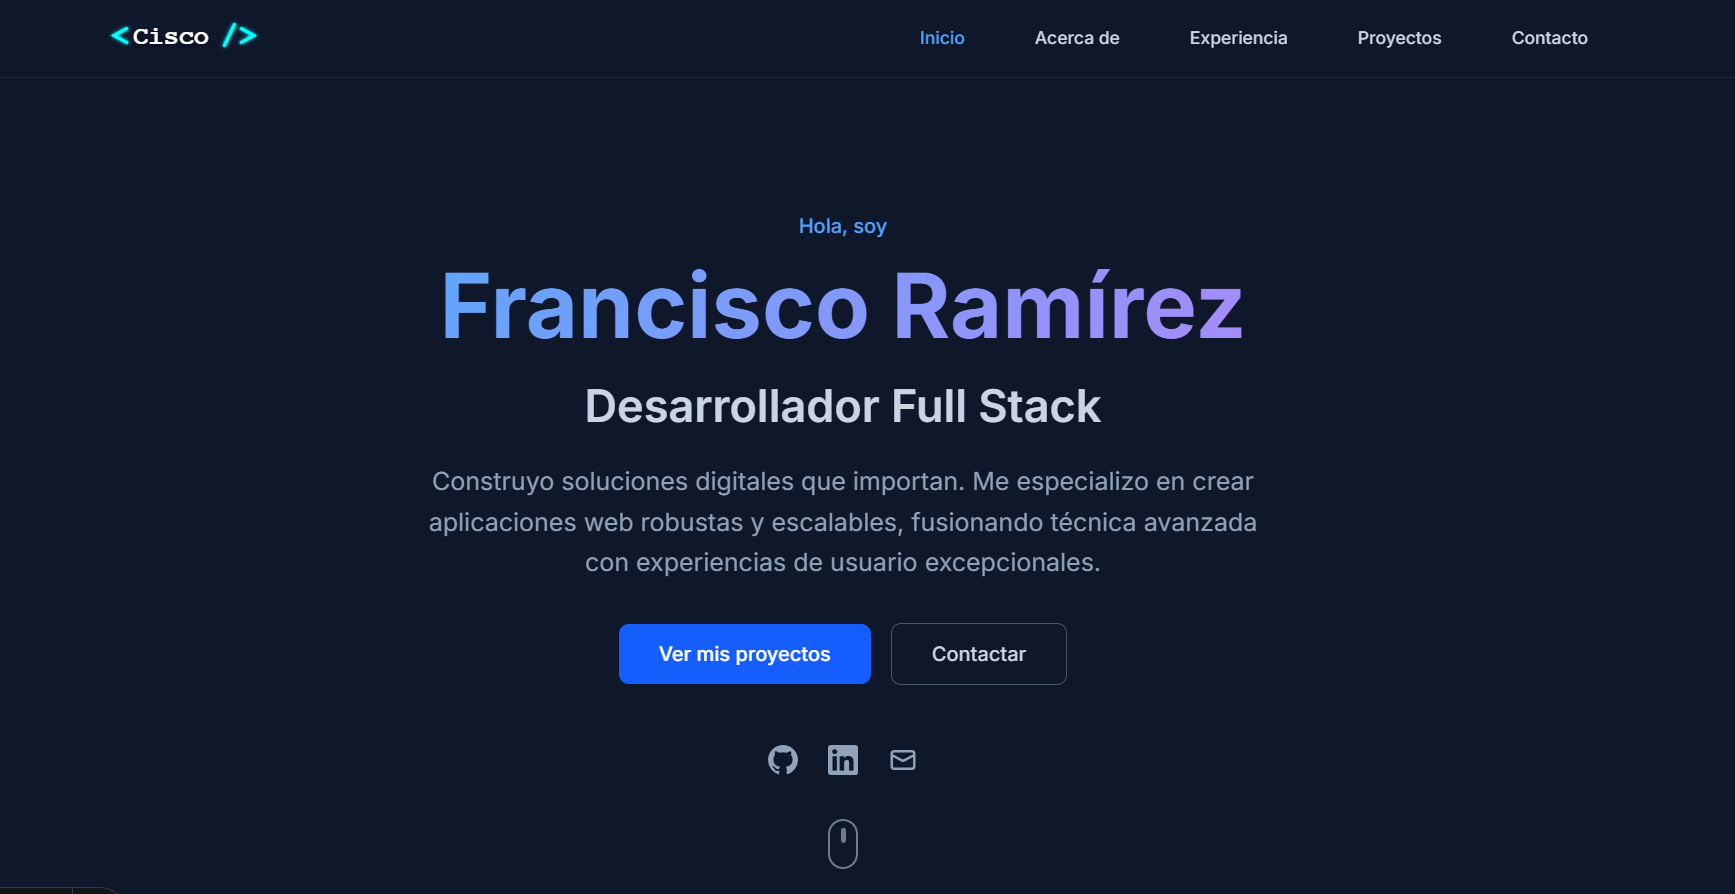 <Cisco />
Inicio
Acerca de
Experiencia
Proyectos
Contacto
Hola, soy
Francisco Ramírez
Desarrollador Full Stack
Construyo soluciones digitales que importan. Me especializo en crear
aplicaciones web robustas y escalables, fusionando técnica avanzada
con experiencias de usuario excepcionales.
Ver mis proyectos
Contactar
in